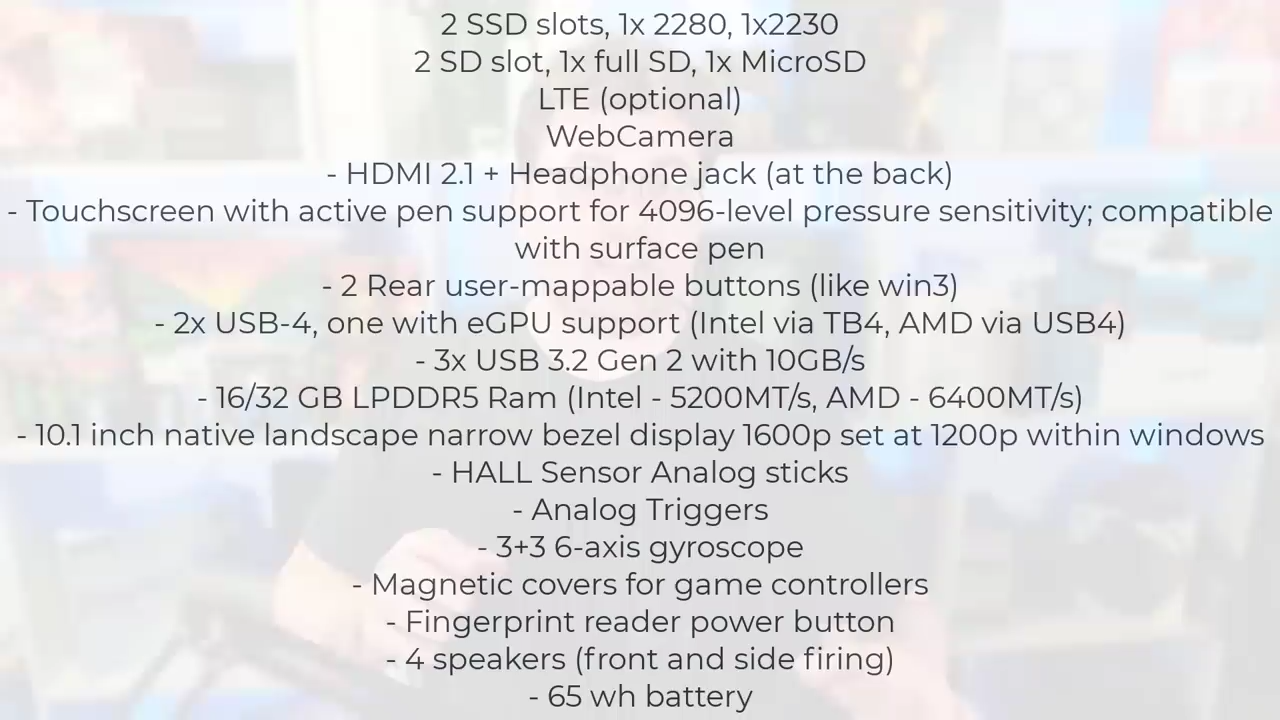 2 SSD slots, 1x 2280, 1x2230
2 SD slot, 1x full SD, 1x MicroSD
LTE (optional)
WebCamera
- HDMI 2.1 + Headphone jack (at the back)
- Touchscreen with active pen support for 4096-level pressure sensitivity; compatible
with surface pen
- 2 Rear user-mappable buttons (like win3)
- 2x USB-4, one with eGPU support (Intel via TB4, AMD via USB4)
- 3x USB 3.2 Gen 2 with 10GB/s
- 16/32 GB LPDDR5 Ram (Intel - 5200MT/s, AMD - 6400MT/s)
- 10.1 inch native landscape narrow bezel display 1600p set at 1200p within windows
- HALL Sensor Analog sticks
- Analog Triggers
- 3+3 6-axis gyroscope
- Magnetic covers for game controllers
- Fingerprint reader power button
- 4 speakers (front and side firing)
- 65 wh battery